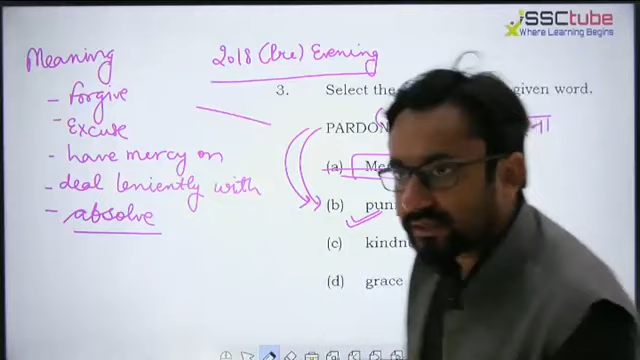 SSCtube
Where Learning Begins
Meaning
- Forgive
- Excuse
- have mercy on
- deal leniently with
- absolve
2018 (Pre) Evening
3. Select the given word.
PARDON
(a)
(b)
(c)
(d) grace